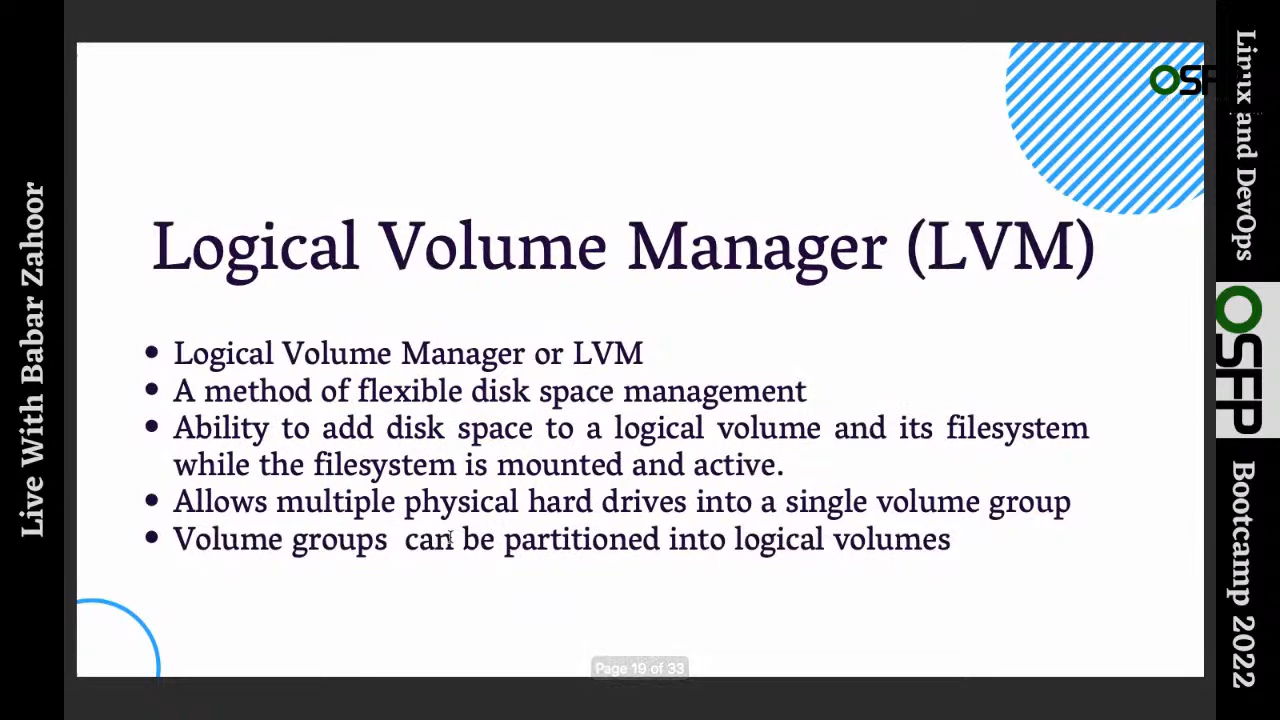 Live With Babar Zahoor
Logical Volume Manager (LVM)
• Logical Volume Manager or LVM
• A method of flexible disk space management
• Ability to add disk space to a logical volume and its filesystem
while the filesystem is mounted and active.
• Allows multiple physical hard drives into a single volume group
• Volume groups can be partitioned into logical volumes
Page 19 of 33
OSFP
Linux and DevOps
OSFP
Bootcamp 2022